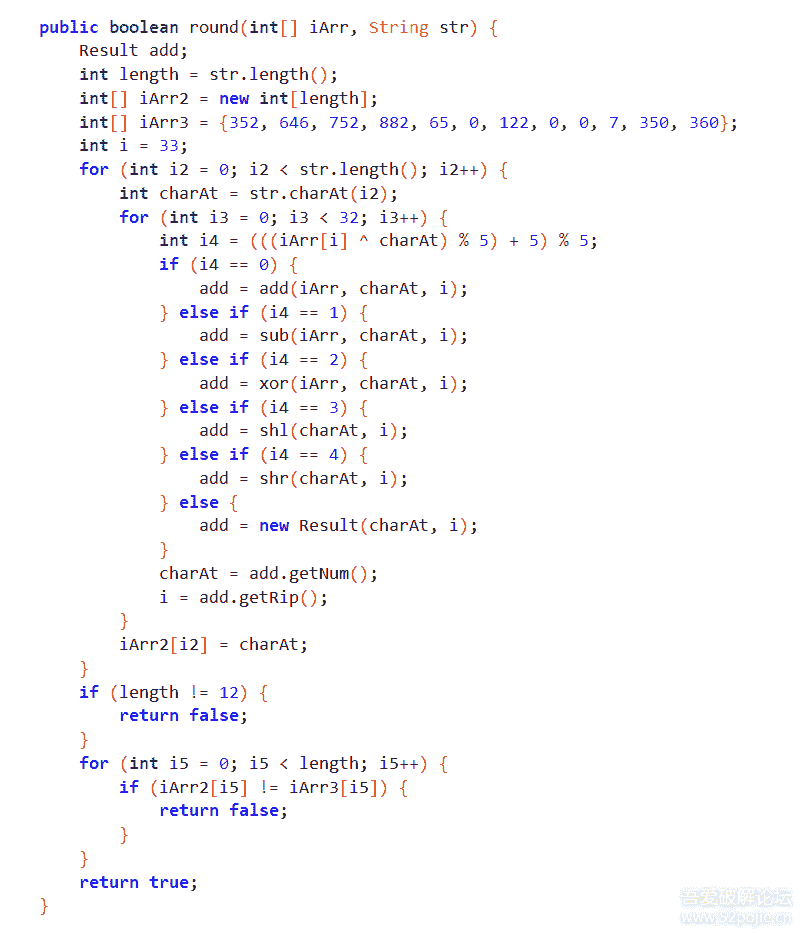 public boolean round(int[] iArr, String str) {
    Result add;
    int length = str.length();
    int[] iArr2 = new int[length];
    int[] iArr3 = {352, 646, 752, 882, 65, 0, 122, 0, 0, 7, 350, 360};
    int i = 33;
    for (int i2 = 0; i2 < str.length(); i2++) {
        int charAt = str.charAt(i2);
        for (int i3 = 0; i3 < 32; i3++) {
            int i4 = (((iArr[i] ^ charAt) % 5) + 5) % 5;
            if (i4 == 0) {
                add = add(iArr, charAt, i);
            } else if (i4 == 1) {
                add = sub(iArr, charAt, i);
            } else if (i4 == 2) {
                add = xor(iArr, charAt, i);
            } else if (i4 == 3) {
                add = shl(charAt, i);
            } else if (i4 == 4) {
                add = shr(charAt, i);
            } else {
                add = new Result(charAt, i);
            }
            charAt = add.getNum();
            i = add.getRip();
        }
        iArr2[i2] = charAt;
    }
    if (length != 12) {
        return false;
    }
    for (int i5 = 0; i5 < length; i5++) {
        if (iArr2[i5] != iArr3[i5]) {
            return false;
        }
    }
    return true;
}
吾爱破解论坛
www.52pojie.cn